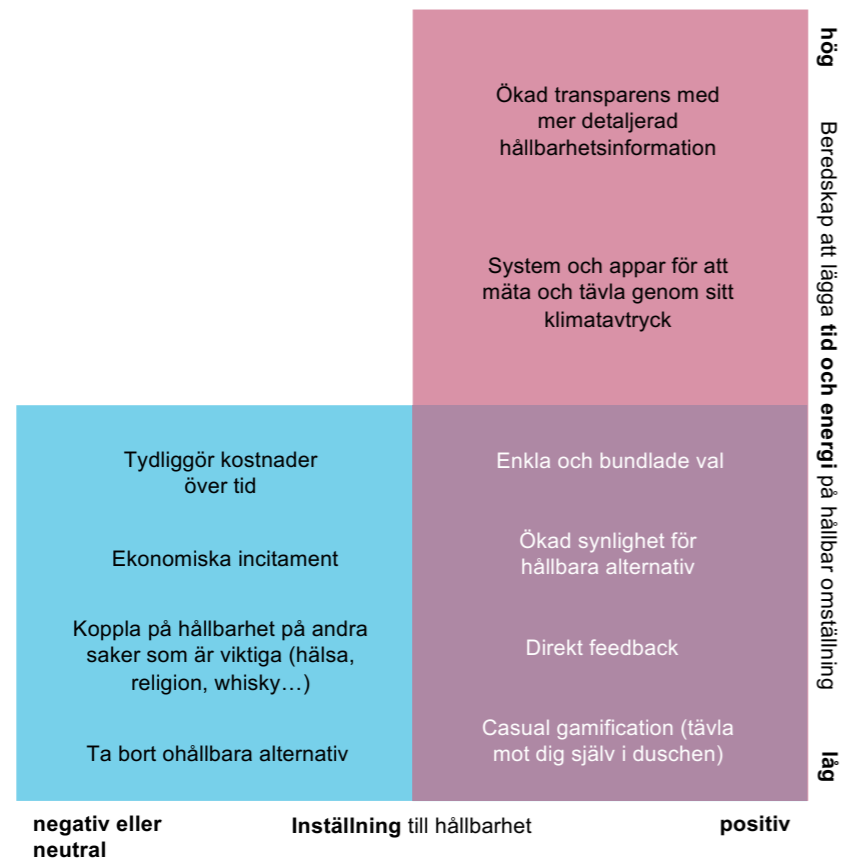 Ökad transparens med
mer detaljerad
hållbarhetsinformation
System och appar för att
mäta och tävla genom sitt
klimatavtryck
Tydliggör kostnader
över tid
Ekonomiska incitament
Koppla på hållbarhet på andra
saker som är viktiga (hälsa,
religion, whisky…)
Ta bort ohållbara alternativ
Enkla och bundlade val
Ökad synlighet för
hållbara alternativ
Direkt feedback
Casual gamification (tävla
mot dig själv i duschen)
hög
Beredskap att lägga tid och energi på hållbar omställning
låg
negativ eller
neutral
Inställning till hållbarhet
positiv